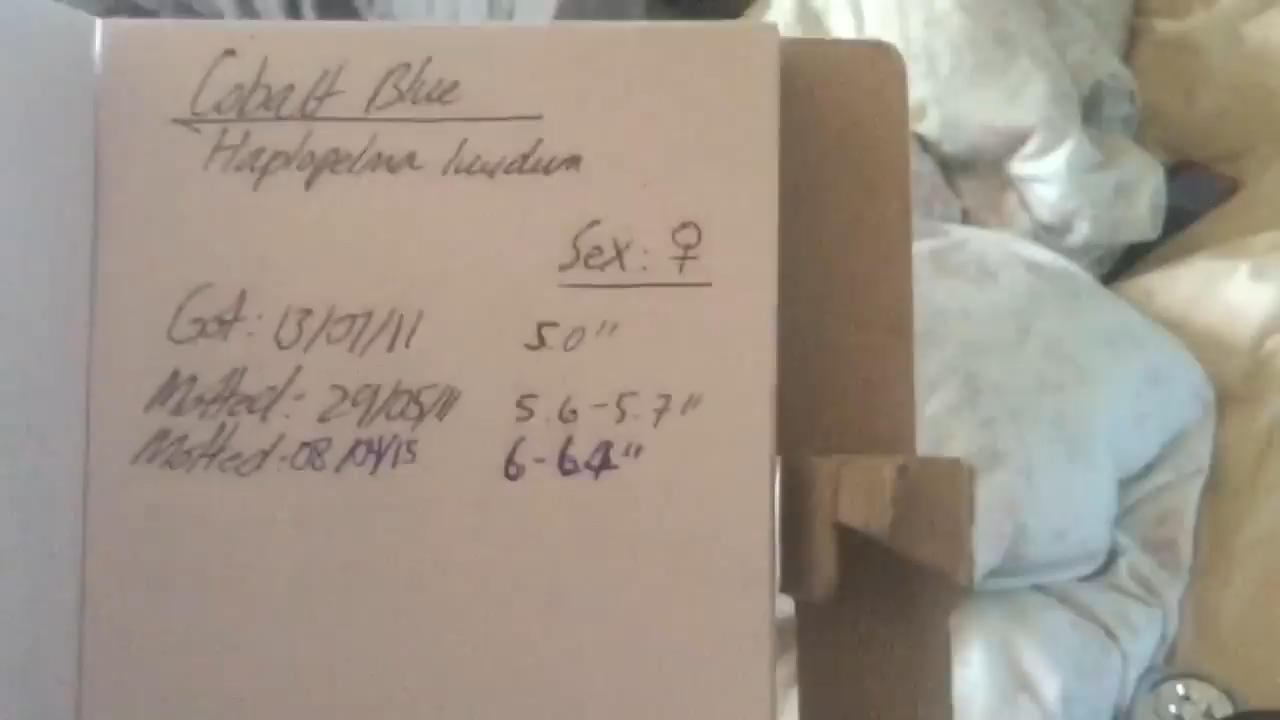 Cobalt Blue
Haplopelma lividum
Sex: ♀
Got: 13/07/11 5.0"
Molted: 29/05/11 5.6-5.7"
Molted: 08/04/15 6-6.4"